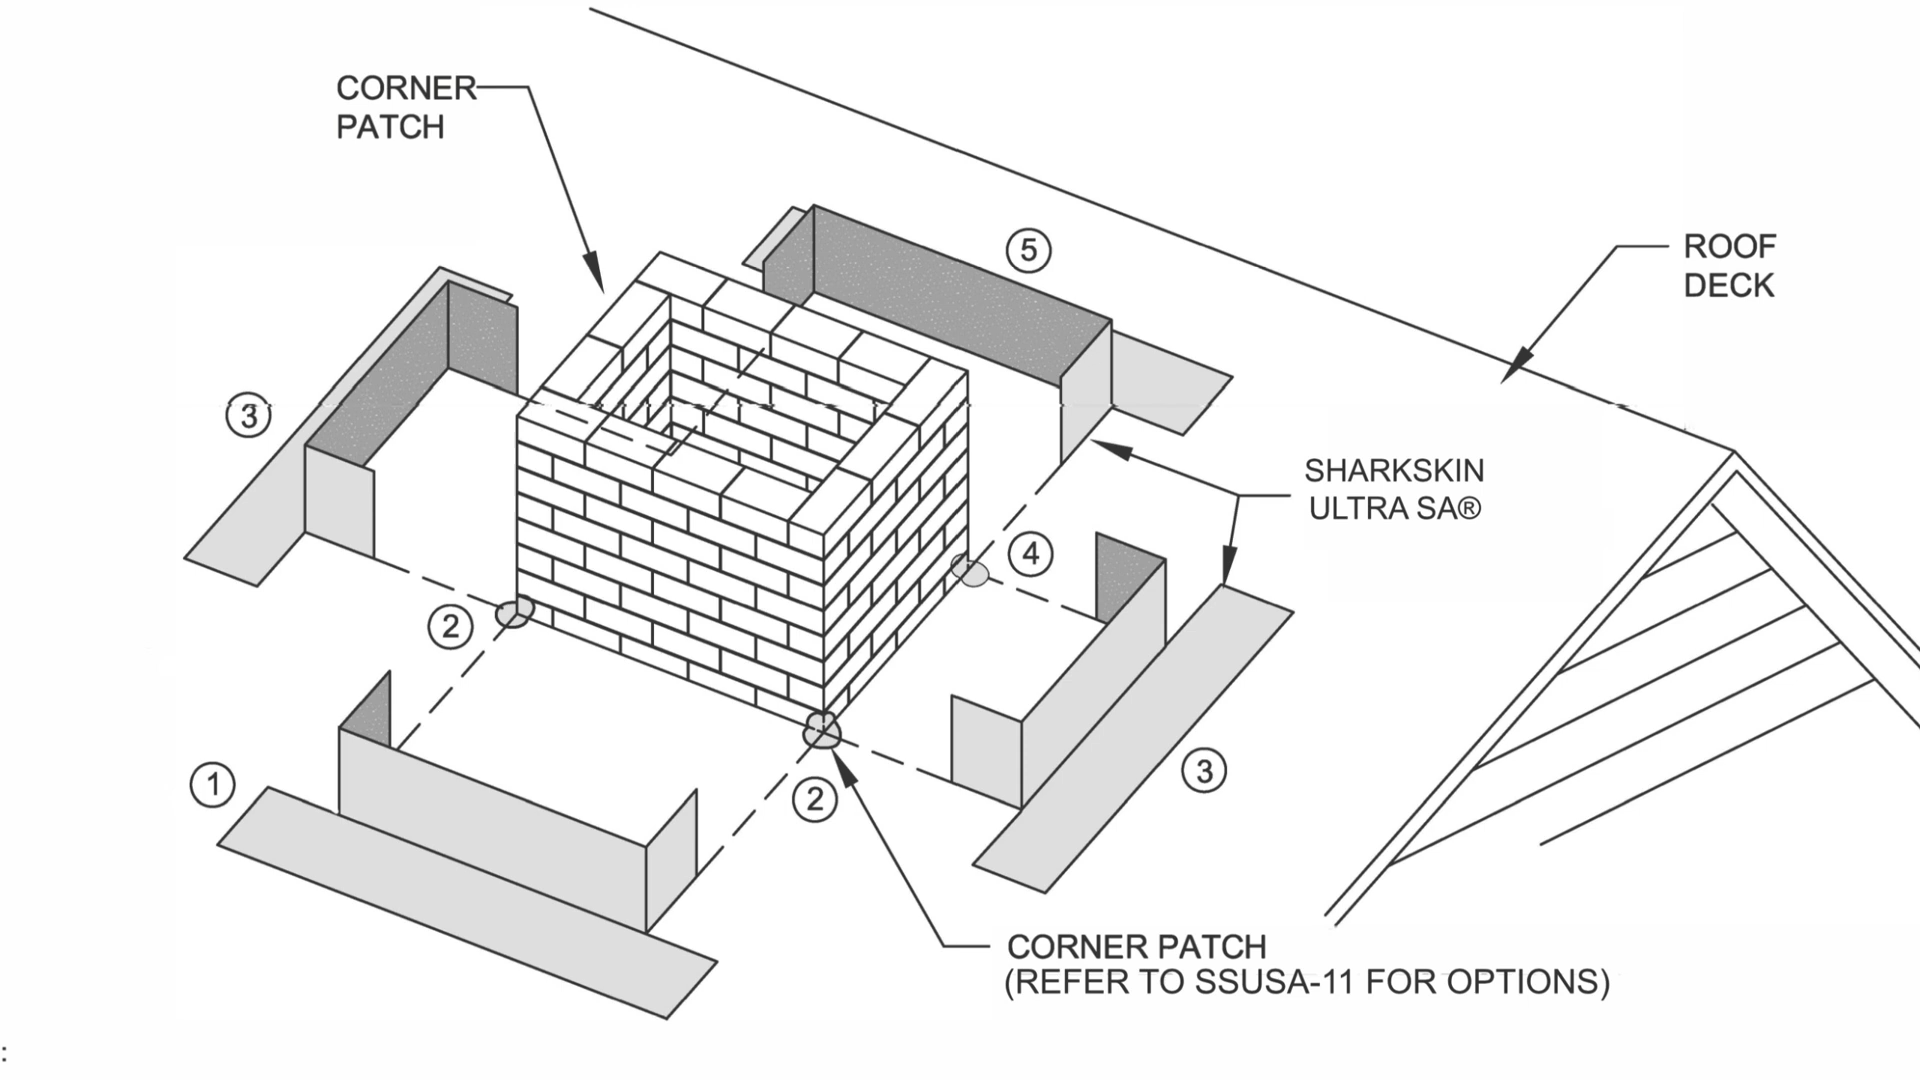 CORNER
PATCH
5
ROOF
DECK
3
SHARKSKIN
ULTRA SA®
4
2
1
2
3
CORNER PATCH
(REFER TO SSUSA-11 FOR OPTIONS)
: